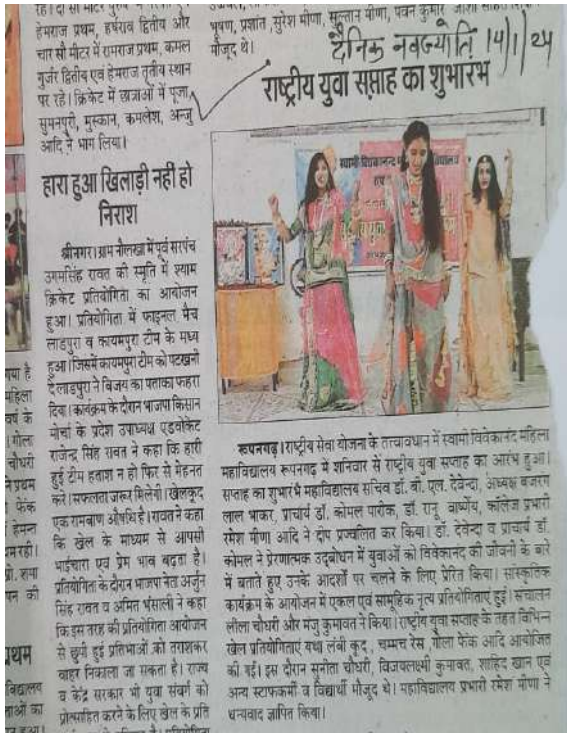 हेमराज प्रथम, हर्षराव द्वितीय और
चार सौ मीटर में रामराज प्रथम, कमल
गुर्जर द्वितीय एवं हेमराज तृतीय स्थान
पर रहे। क्रिकेट में छात्राओं में पूजा,
सुमनपुरी, मुस्कान, कमलेश, अन्जु
आदि ने भाग लिया।
हारा हुआ खिलाड़ी नहीं हो
निराश
श्रीनगर। ग्राम नौलखा में पूर्व सरपंच
उगमसिंह रावत की स्मृति में श्याम
क्रिकेट प्रतियोगिता का आयोजन
हुआ। प्रतियोगिता में फाइनल मैच
लाडपुरा व कायमपुरा टीम के मध्य
हुआ। जिसमें कायमपुरा टीम को पटखनी
दे लाडपुरा ने विजय का पताका फहरा
दिया। कार्यक्रम के दौरान भाजपा किसान
मोर्चा के प्रदेश उपाध्यक्ष एडवोकेट
राजेन्द्र सिंह रावत ने कहा कि हारी
हुई टीम हताश न हो फिर से मेहनत
करे। सफलता जरूर मिलेगी। खेलकूद
एक रामबाण औषधि है। रावत ने कहा
कि खेल के माध्यम से आपसी
भाईचारा एवं प्रेम भाव बढ़ता है।
प्रतियोगिता के दौरान भाजपा नेता अर्जुन
सिंह रावत व अमित भंसाली ने कहा
कि इस तरह की प्रतियोगिता आयोजन
से छुपी हुई प्रतिभाओं को तराशकर
बाहर निकाला जा सकता है। राज्य
व केंद्र सरकार भी युवा संवर्ग को
प्रोत्साहित करने के लिए खेल के प्रति
भूषण, प्रशांत, सुरेश मीणा, सुल्तान मीणा, पवन कुमार
मौजूद थे।
दैनिक नवज्योति 14/1/24
राष्ट्रीय युवा सप्ताह का शुभारंभ
स्वामी विवेकानन्द
रूपनगढ़। राष्ट्रीय सेवा योजना के तत्वावधान में स्वामी विवेकानंद महिला
महाविद्यालय रूपनगढ़ में शनिवार से राष्ट्रीय युवा सप्ताह का आरंभ हुआ।
सप्ताह का शुभारंभ महाविद्यालय सचिव डॉ. बी. एल. देवेन्दा, अध्यक्ष बजरंग
लाल भाकर, प्राचार्य डॉ. कोमल पारीक, डॉ. रानू वार्ष्णेय, कॉलेज प्रभारी
रमेश मीणा आदि ने दीप प्रज्वलित कर किया। डॉ. देवेन्दा व प्राचार्य डॉ.
कोमल ने प्रेरणात्मक उद्बोधन में युवाओं को विवेकानंद की जीवनी के बारे
में बताते हुए उनके आदर्शों पर चलने के लिए प्रेरित किया। सांस्कृतिक
कार्यक्रम के आयोजन में एकल एवं सामूहिक नृत्य प्रतियोगिताएं हुई। संचालन
लीला चौधरी और मंजु कुमावत ने किया। राष्ट्रीय युवा सप्ताह के तहत विभिन्न
खेल प्रतियोगिताएं यथा लंबी कूद, चम्मच रेस, गोला फेंक आदि आयोजित
की गई। इस दौरान सुनीता चौधरी, विजयलक्ष्मी कुमावत, शाहिद खान एवं
अन्य स्टाफकर्मी व विद्यार्थी मौजूद थे। महाविद्यालय प्रभारी रमेश मीणा ने
धन्यवाद ज्ञापित किया।